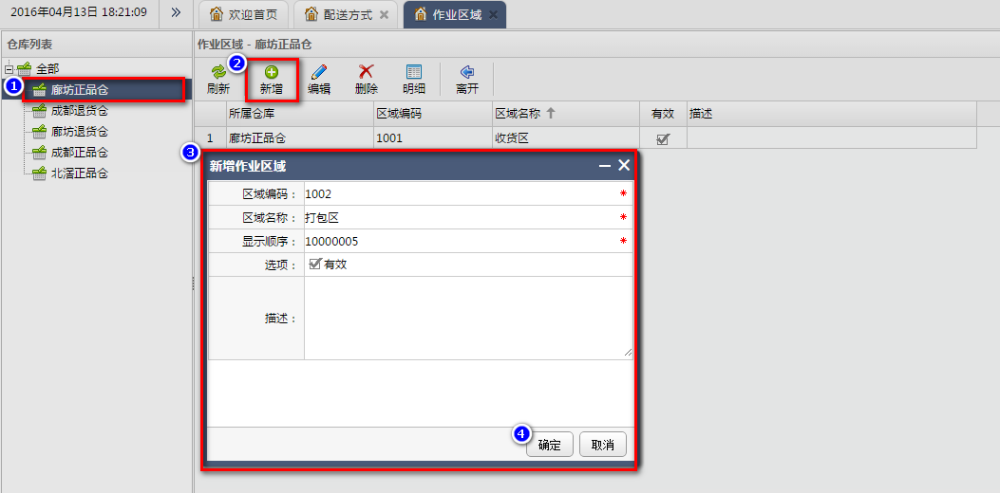 2016年04月13日 18:21:09 欢迎首页 配送方式 作业区域
仓库列表
全部
1 廊坊正品仓
成都退货仓
廊坊退货仓
成都正品仓
北滘正品仓
作业区域 - 廊坊正品仓
2
刷新 新增 编辑 删除 明细 离开
所属仓库 区域编码 区域名称 有效 描述
1 廊坊正品仓 1001 收货区
3
新增作业区域
区域编码： 1002 *
区域名称： 打包区 *
显示顺序： 10000005 *
选项： 有效
描述：
4
确定 取消